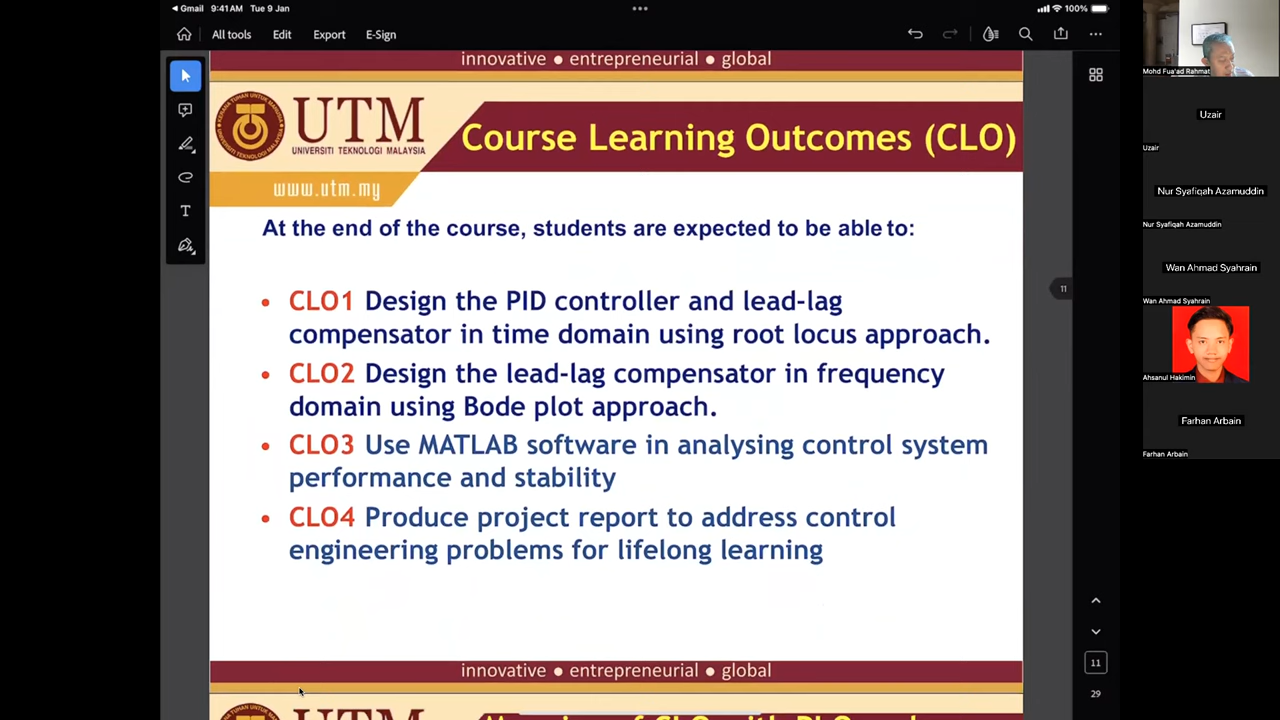 Gmail 9:41AM Tue 9 Jan
100%
All tools Edit Export E-Sign
innovative ● entrepreneurial ● global
UTM
UNIVERSITI TEKNOLOGI MALAYSIA
www.utm.my
Course Learning Outcomes (CLO)
At the end of the course, students are expected to be able to:
• CLO1 Design the PID controller and lead-lag
compensator in time domain using root locus approach.
• CLO2 Design the lead-lag compensator in frequency
domain using Bode plot approach.
• CLO3 Use MATLAB software in analysing control system
performance and stability
• CLO4 Produce project report to address control
engineering problems for lifelong learning
innovative ● entrepreneurial ● global
UTM
11
11
29
Mohd Fua'ad Rahmat
Uzair
Uzair
Nur Syafiqah Azamuddin
Nur Syafiqah Azamuddin
Wan Ahmad Syahrain
Wan Ahmad Syahrain
Ahsanul Hakimin
Farhan Arbain
Farhan Arbain